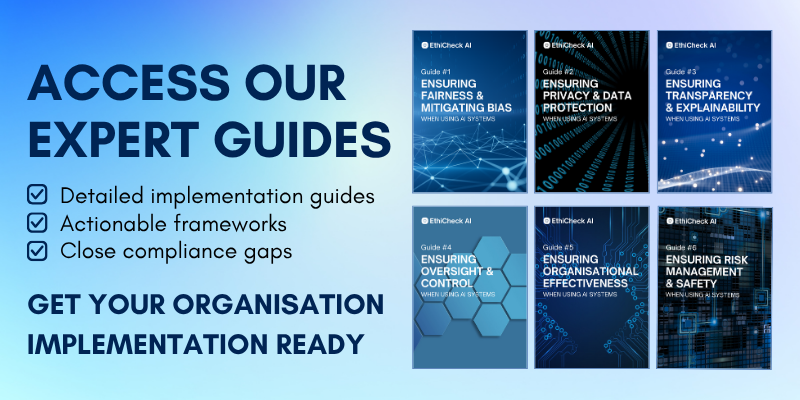 ACCESS OUR
EXPERT GUIDES
Detailed implementation guides
Actionable frameworks
Close compliance gaps
GET YOUR ORGANISATION
IMPLEMENTATION READY
EthiCheck AI
Guide #1
ENSURING
FAIRNESS &
MITIGATING BIAS
WHEN USING AI SYSTEMS
EthiCheck AI
Guide #2
ENSURING
PRIVACY & DATA
PROTECTION
WHEN USING AI SYSTEMS
EthiCheck AI
Guide #3
ENSURING
TRANSPARENCY
& EXPLAINABILITY
WHEN USING AI SYSTEMS
EthiCheck AI
Guide #4
ENSURING
OVERSIGHT &
CONTROL
WHEN USING AI SYSTEMS
EthiCheck AI
Guide #5
ENSURING
ORGANISATIONAL
EFFECTIVENESS
WHEN USING AI SYSTEMS
EthiCheck AI
Guide #6
ENSURING RISK
MANAGEMENT
& SAFETY
WHEN USING AI SYSTEMS